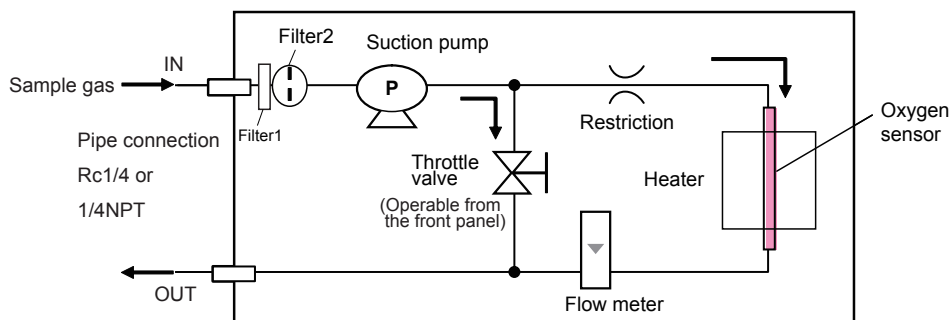 Filter2
Suction pump
IN
Sample gas
P
Filter1
Restriction
Oxygen
sensor
Pipe connection
Rc1/4 or
1/4NPT
Throttle
valve
(Operable from
the front panel)
Heater
OUT
Flow meter